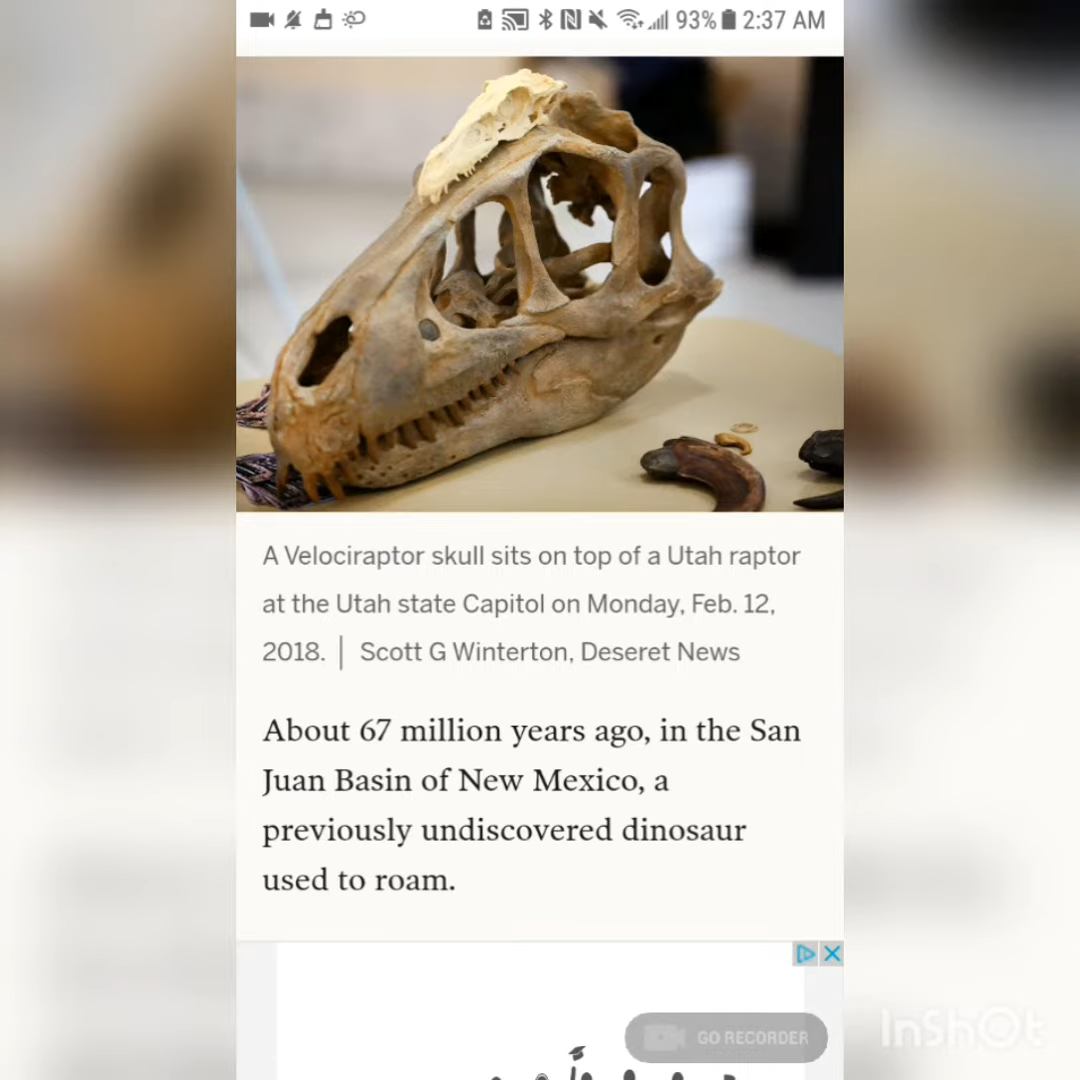 93% 2:37 AM
A Velociraptor skull sits on top of a Utah raptor
at the Utah state Capitol on Monday, Feb. 12,
2018. | Scott G Winterton, Deseret News
About 67 million years ago, in the San
Juan Basin of New Mexico, a
previously undiscovered dinosaur
used to roam.
GO RECORDER
InShOt